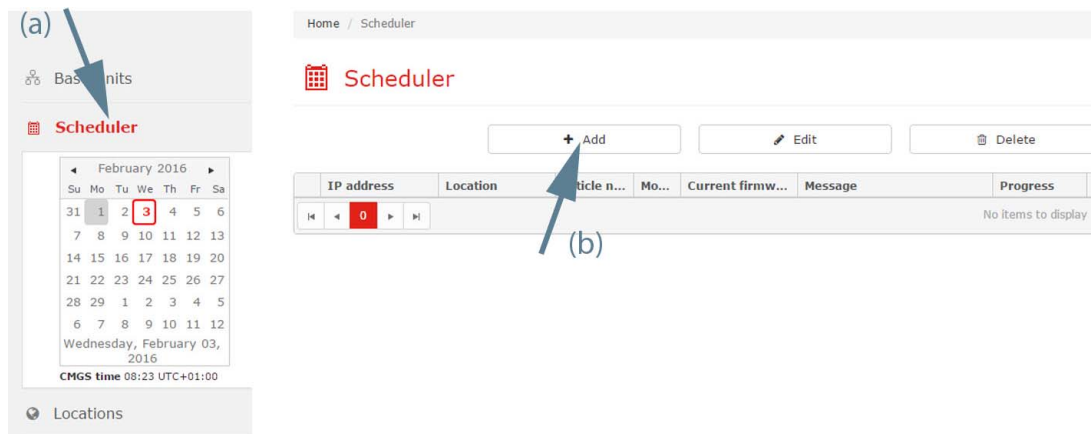 (a)
Home / Scheduler
Scheduler
Scheduler
+ Add
Edit
Delete
February 2016
Su Mo Tu We Th Fr Sa
31 1 2 3 4 5 6
7 8 9 10 11 12 13
14 15 16 17 18 19 20
21 22 23 24 25 26 27
28 29 1 2 3 4 5
6 7 8 9 10 11 12
Wednesday, February 03,
2016
CMGS time 08:23 UTC+01:00
Locations
IP address Location Mo... Current firmw... Message Progress
0
No items to display
(b)